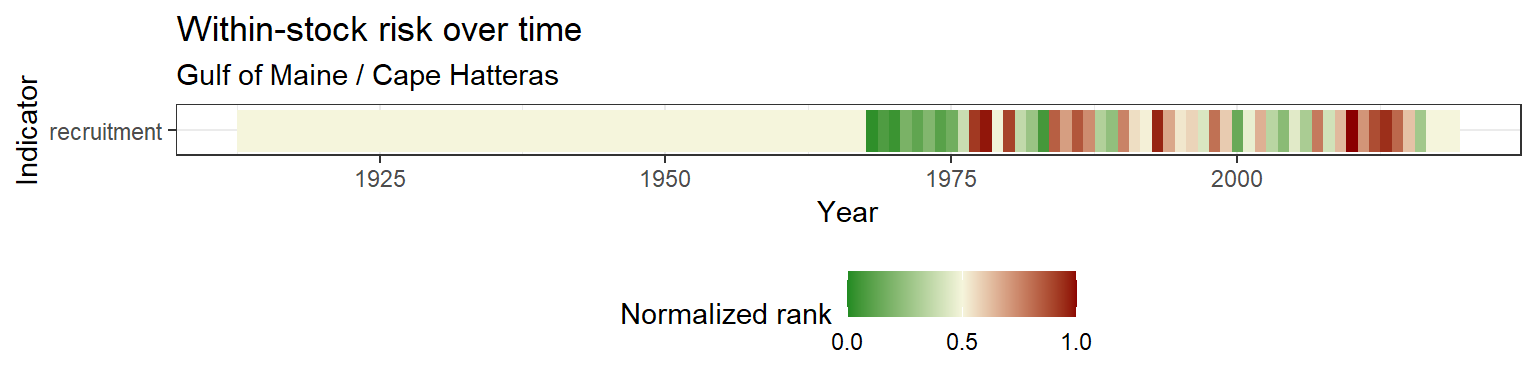 Within-stock risk over time
Gulf of Maine / Cape Hatteras
Indicator
recruitment
1925 1950 1975 2000
Year
Normalized rank
0.0 0.5 1.0